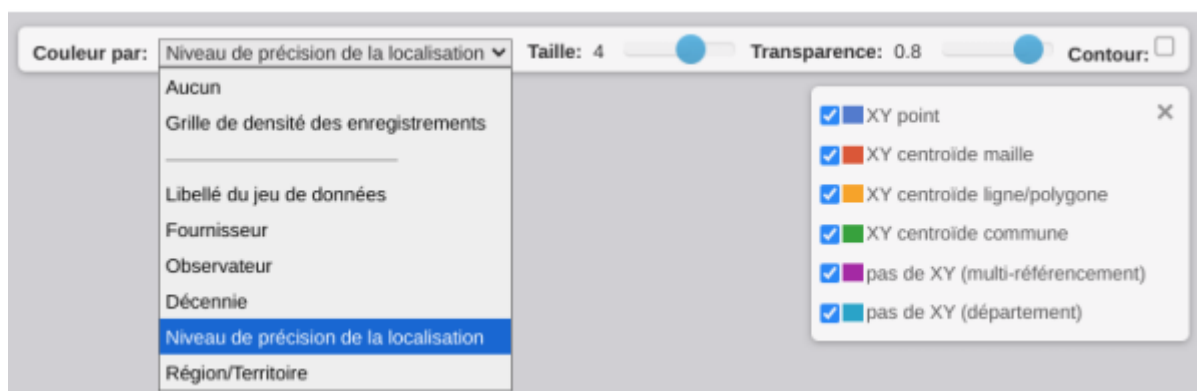 Couleur par: Niveau de précision de la localisation Taille: 4 Transparence: 0.8 Contour:
Aucun
Grille de densité des enregistrements
Libellé du jeu de données
Fournisseur
Observateur
Décennie
Niveau de précision de la localisation
Région/Territoire
XY point
XY centroïde maille
XY centroïde ligne/polygone
XY centroïde commune
pas de XY (multi-référencement)
pas de XY (département)